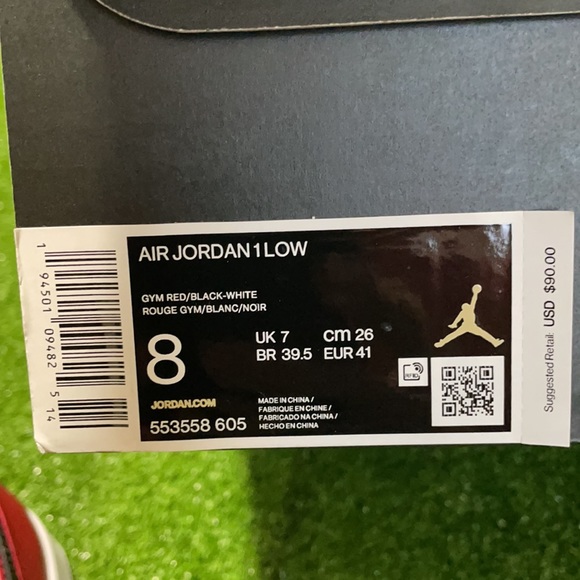 AIR JORDAN 1 LOW
GYM RED/BLACK-WHITE
ROUGE GYM/BLANC/NOIR
8
UK 7 cm 26
BR 39.5 EUR 41
JORDAN.COM
553558 605
MADE IN CHINA /
FABRIQUE EN CHINE /
FABRICADO NA CHINA /
HECHO EN CHINA
RFID
1 94501 09482 5 14
Suggested Retail: USD $90.00